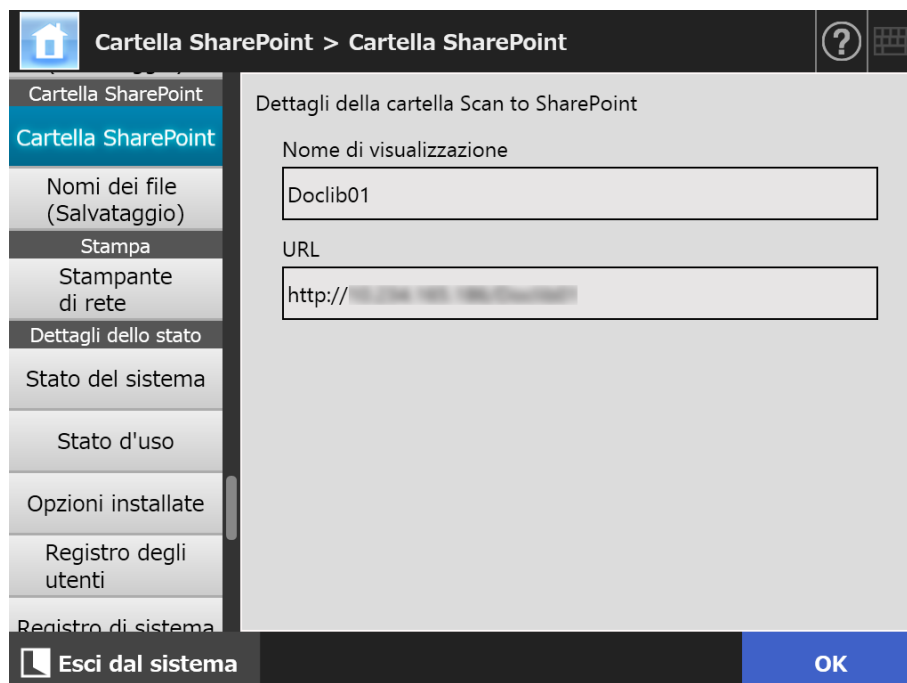 Cartella SharePoint > Cartella SharePoint
?
Cartella SharePoint
Cartella SharePoint
Nomi dei file
(Salvataggio)
Stampa
Stampante
di rete
Dettagli dello stato
Stato del sistema
Stato d'uso
Opzioni installate
Registro degli
utenti
Registro di sistema
Dettagli della cartella Scan to SharePoint
Nome di visualizzazione
Doclib01
URL
http://
Esci dal sistema
OK